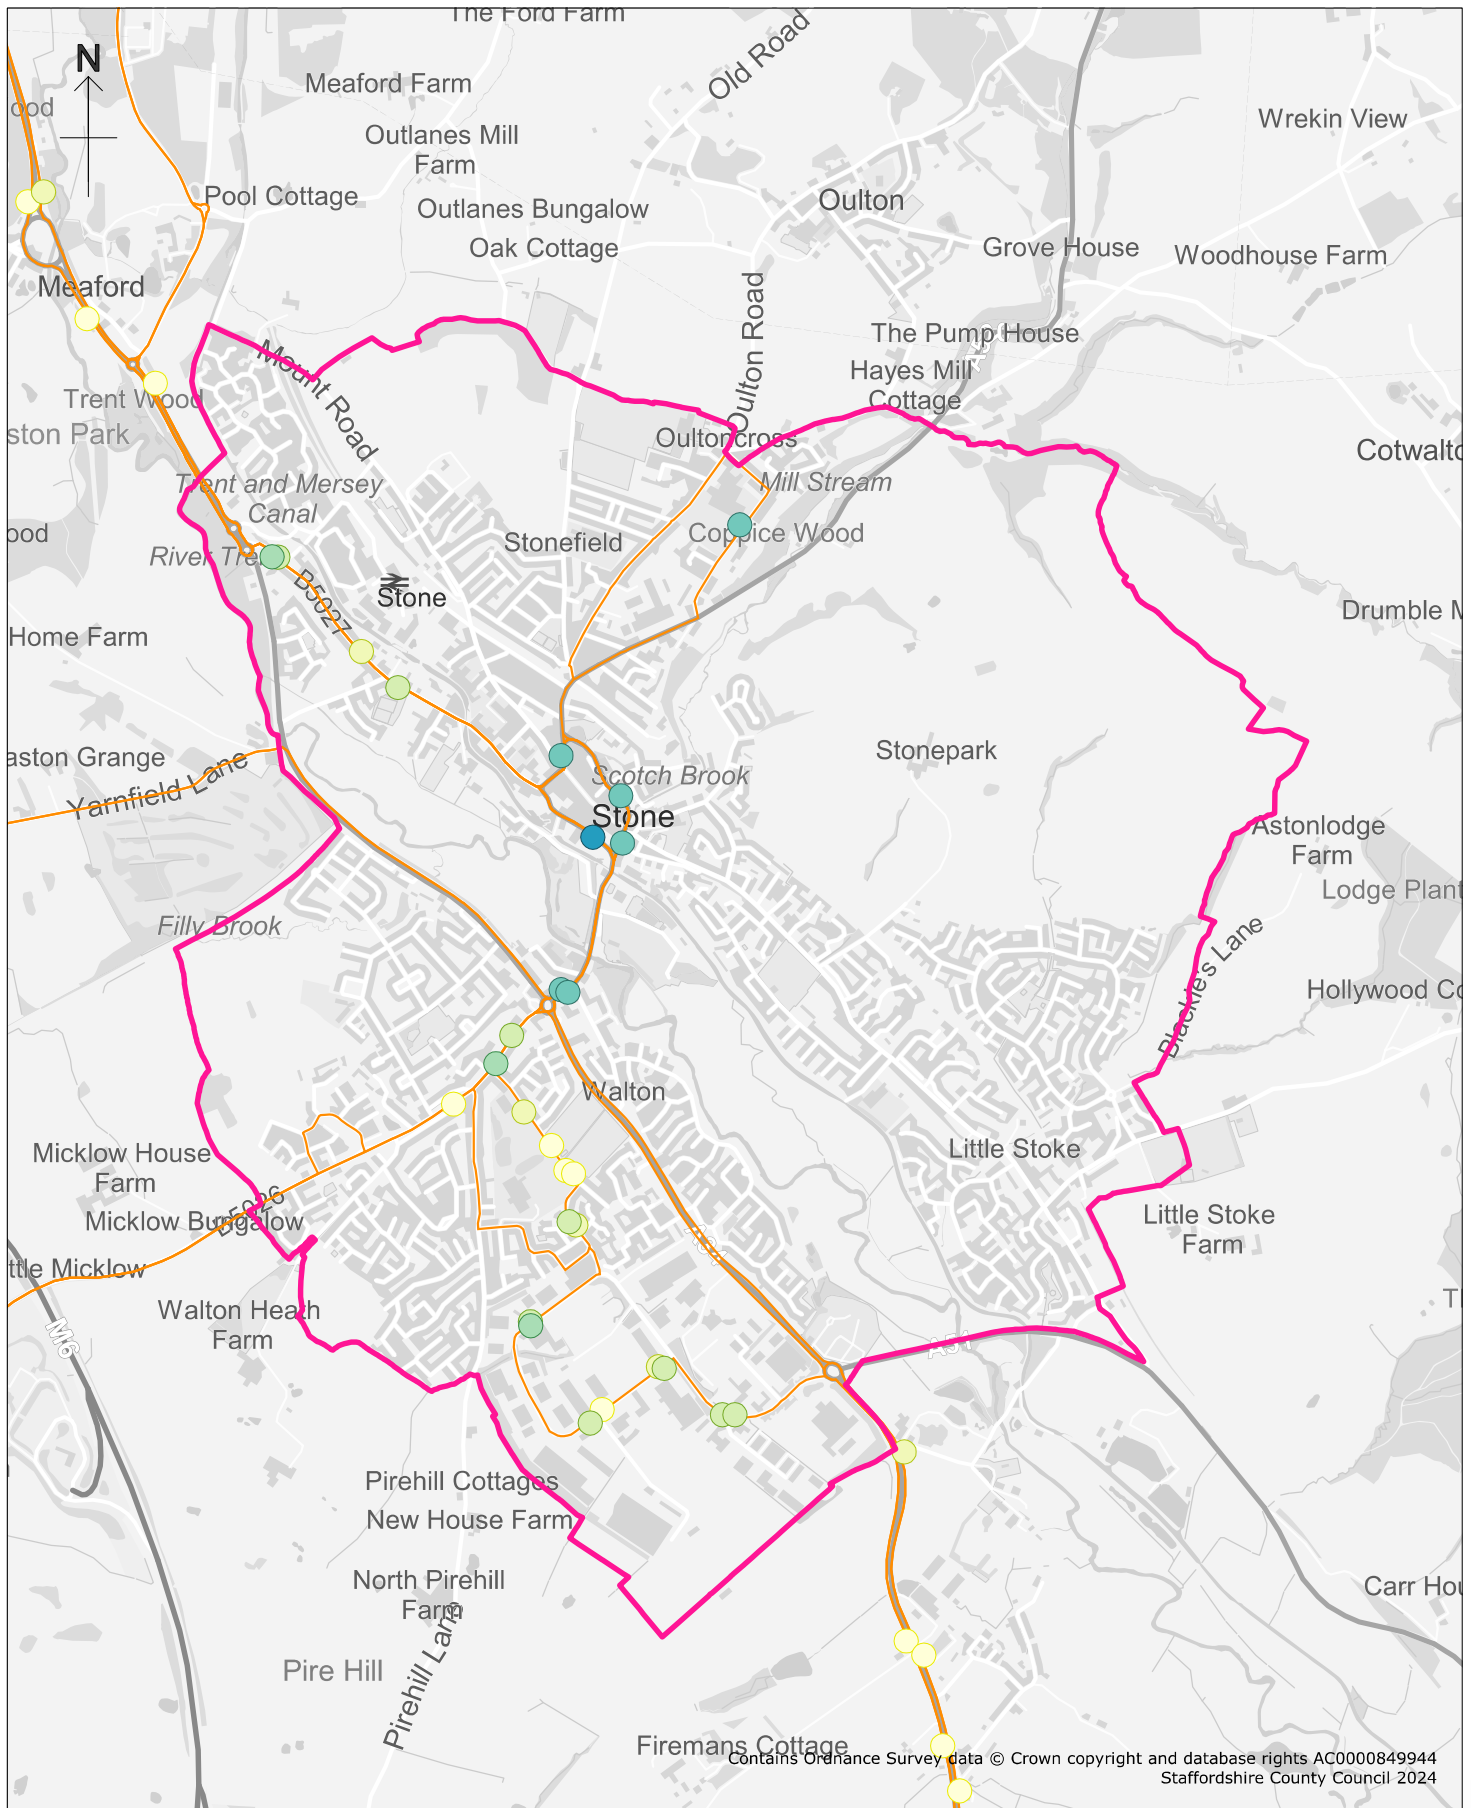 The Ford Farm
Old Road
N
Meaford Farm
ood
Wrekin View
Outlanes Mill
Farm
Pool Cottage
Outlanes Bungalow
Oulton
Oak Cottage
Grove House
Woodhouse Farm
Meaford
Oulton Road
The Pump House
Mount Road
Hayes Mill
Cottage
Trent Wood
ston Park
Oultoncross
Cotwalto
Trent and Mersey
Canal
Mill Stream
ood
Stonefield
Coppice Wood
River Tre
B5027
Stone
Drumble M
Home Farm
aston Grange
Yarnfield Lane
Stonepark
Scotch Brook
Stone
Astonlodge
Farm
Lodge Plant
Filly Brook
Blackie's Lane
Hollywood Co
Walton
Micklow House
Farm
Little Stoke
B5026
Micklow Bungalow
Little Stoke
Farm
ttle Micklow
Walton Heath
Farm
M6
A51
Pirehill Cottages
New House Farm
North Pirehill
Farm
Carr Hou
Pirehill Lane
Pire Hill
Firemans Cottage
Contains Ordnance Survey data © Crown copyright and database rights AC0000849944
Staffordshire County Council 2024